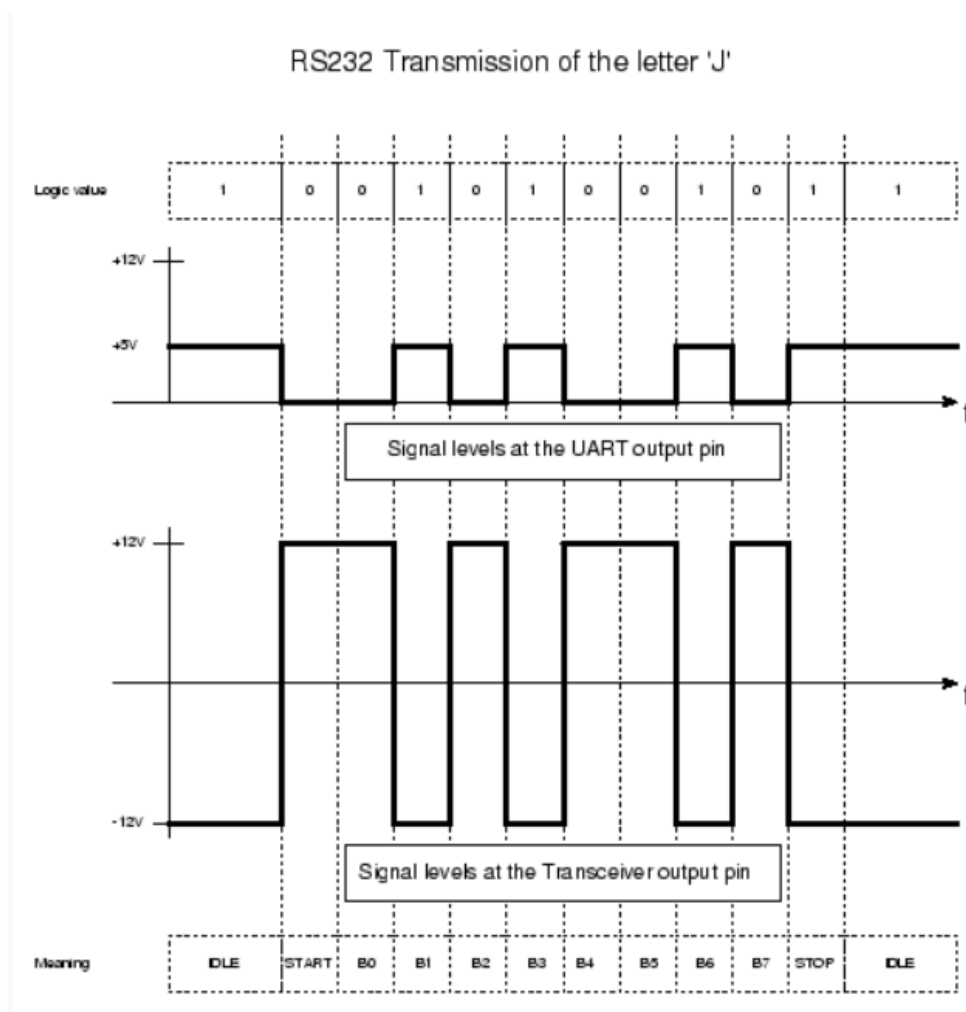 RS232 Transmission of the letter 'J'
Logic value 1 0 0 1 0 1 0 0 1 0 1 1
+12V
+5V
t
Signal levels at the UART output pin
+12V
t
-12V
Signal levels at the Transceiver output pin
Meaning IDLE START B0 B1 B2 B3 B4 B5 B6 B7 STOP IDLE